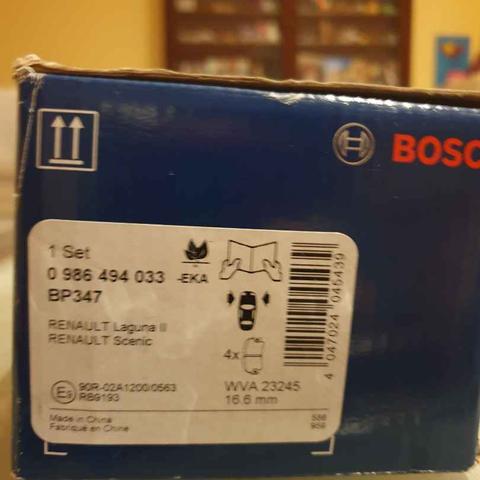 BOSC
1 Set
0 986 494 033
-EKA
BP347
RENAULT Laguna II
RENAULT Scenic
4x
90R-02A1200/0563
RB9193
WVA 23245
16.6 mm
Made in China
Fabriqué en Chine
4 047024 045439